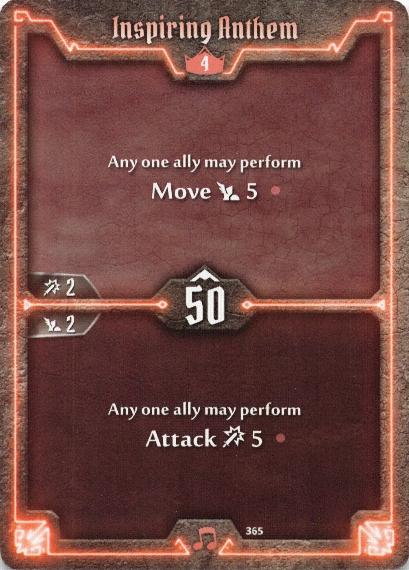 Inspiring Anthem
4
Any one ally may perform
Move 5
2
50
2
Any one ally may perform
Attack 5
365